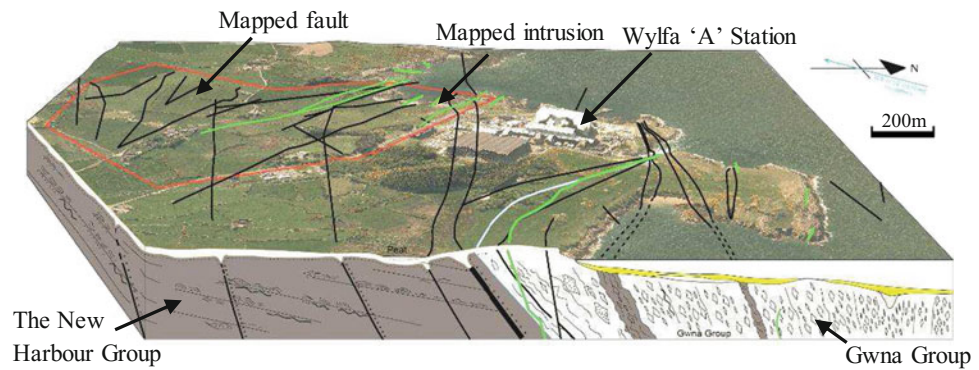 Mapped fault
Mapped intrusion
Wylfa ‘A’ Station
N
200m
Peat
The New
Harbour Group
Gwna Group
Gwna Group